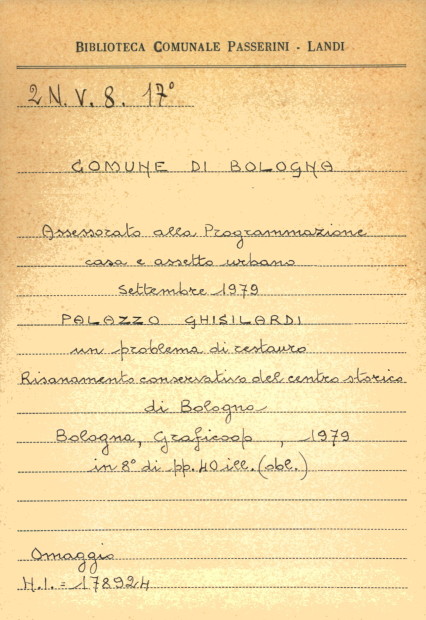 BIBLIOTECA COMUNALE PASSERINI - LANDI
2 N. V. 8. 17°
COMUNE DI BOLOGNA
Assessorato alla Programmazione
casa e assetto urbano
settembre 1979
PALAZZO GHISILARDI
un problema di restauro
Risanamento conservativo del centro storico
di Bologna
Bologna, Graficoop , 1979
in 8° di pp. 40 ill. (obl.)
Omaggio
N.I. = 178924